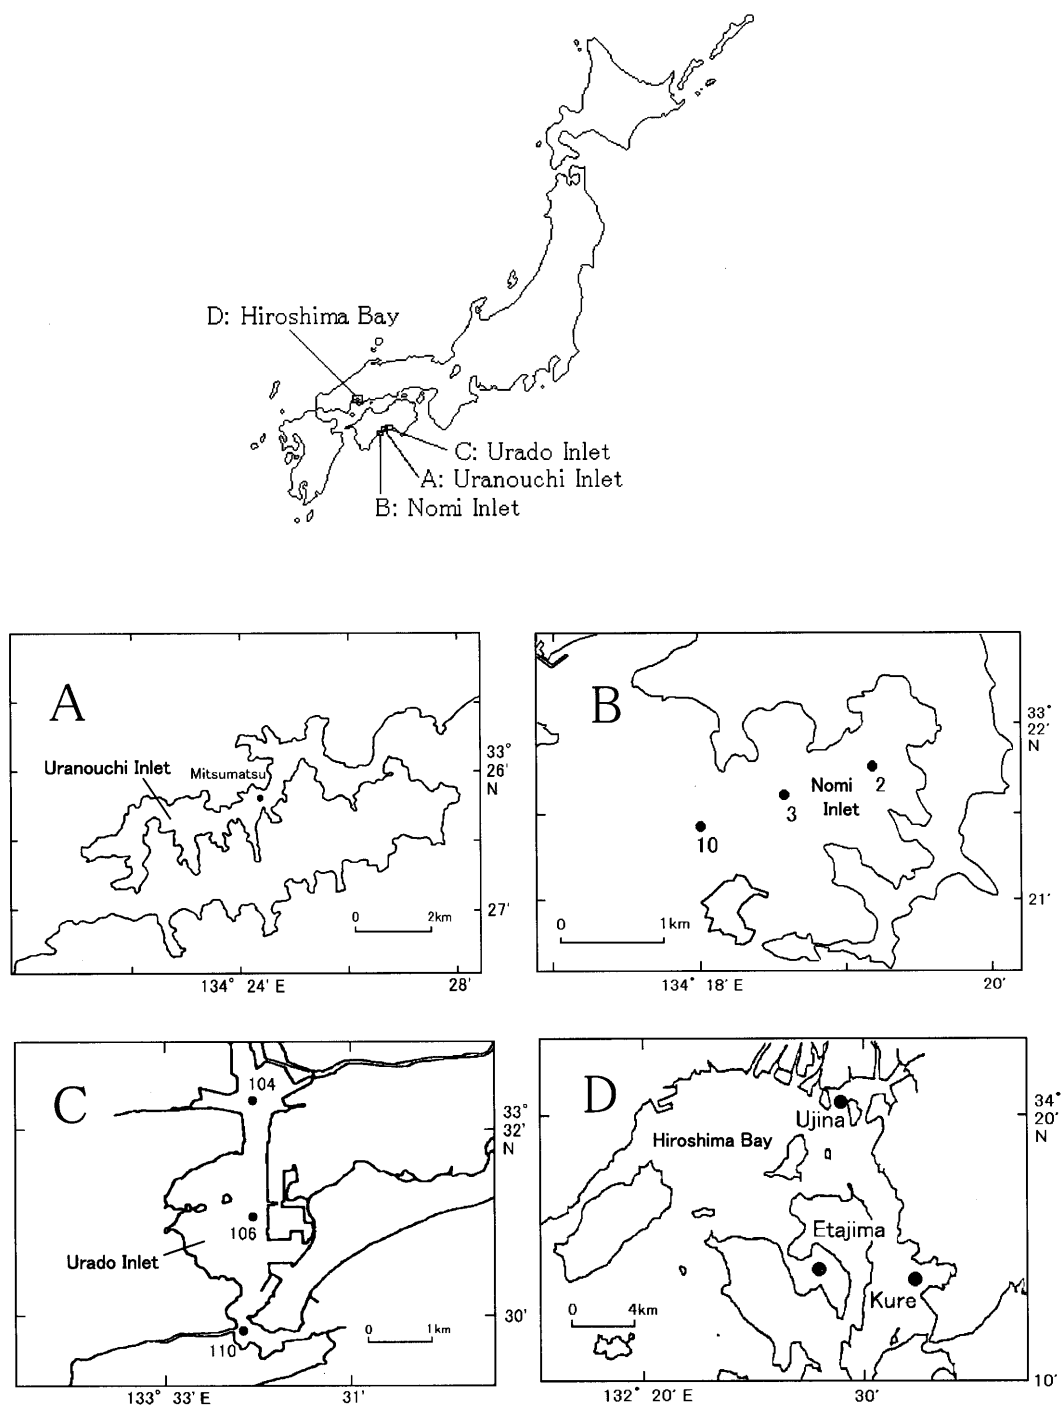 D: Hiroshima Bay
C: Urado Inlet
A: Uranouchi Inlet
B: Nomi Inlet
A
Uranouchi Inlet
Mitsumatsu
33°
26'
N
27'
0 2km
134° 24' E 28'
B
33°
22'
N
Nomi
Inlet
2
3
10
21'
0 1km
134° 18' E 20'
C
104
33°
32'
N
106
Urado Inlet
30'
0 1km
110
133° 33' E 31'
D
34°
20'
N
Ujina
Hiroshima Bay
Etajima
Kure
0 4km
10'
132° 20' E 30'